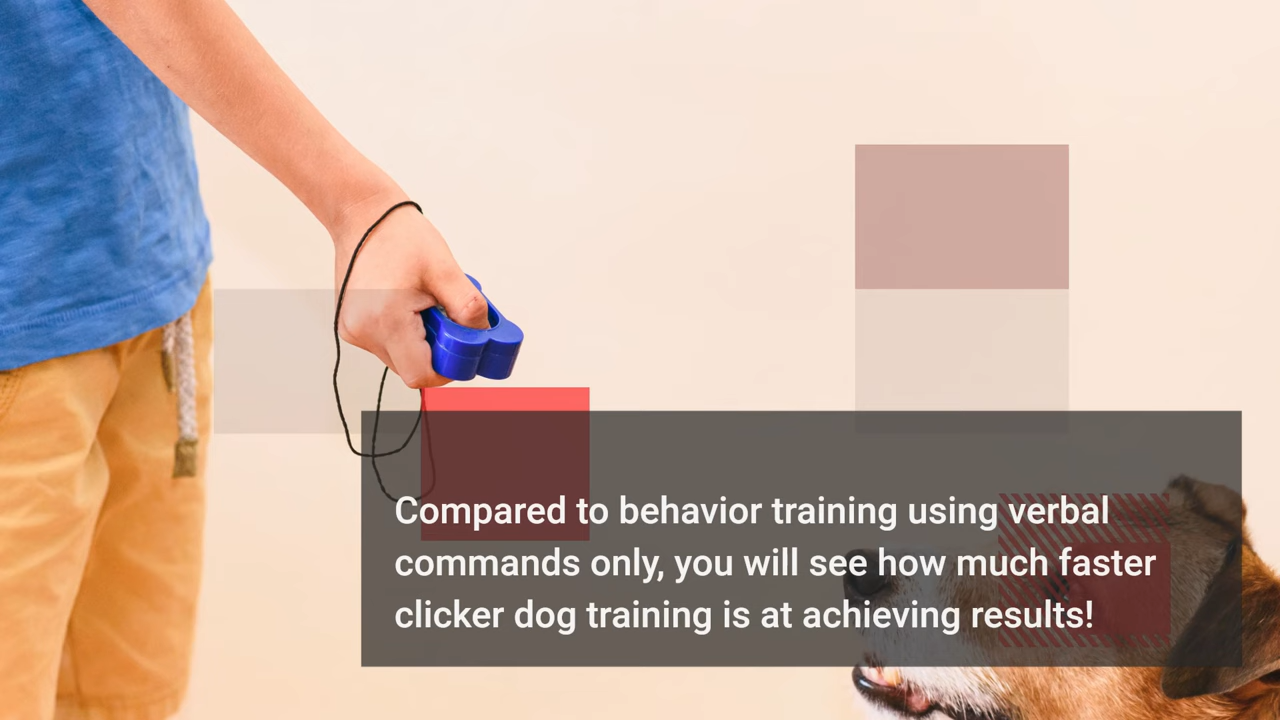 Compared to behavior training using verbal
commands only, you will see how much faster
clicker dog training is at achieving results!